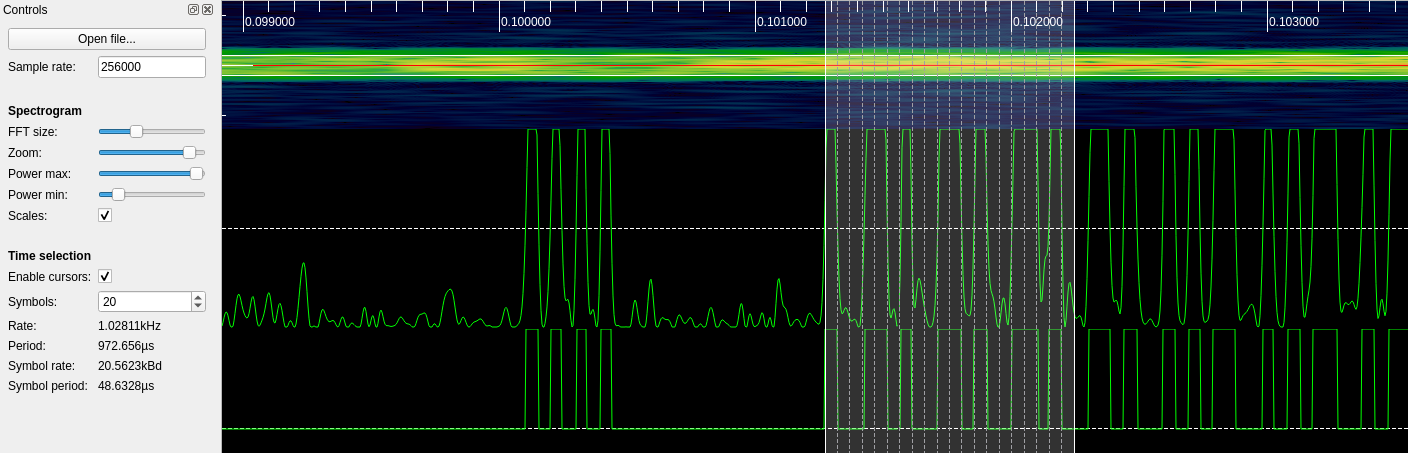 Controls
Open file...
Sample rate: 256000
Spectrogram
FFT size:
Zoom:
Power max:
Power min:
Scales:
Time selection
Enable cursors:
Symbols: 20
Rate: 1.02811kHz
Period: 972.656µs
Symbol rate: 20.5623kBd
Symbol period: 48.6328µs
0.099000 0.100000 0.101000 0.102000 0.103000